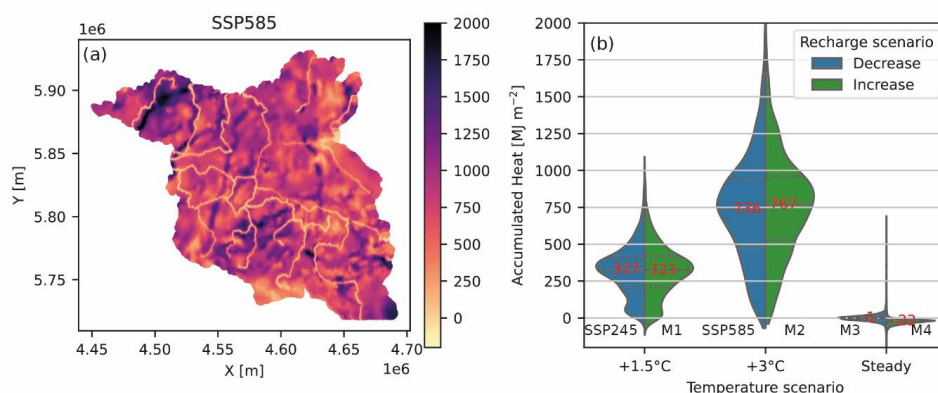 SSP585
1e6
(a)
5.90
5.85
5.80
5.75
Y [m]
4.45
4.50
4.55
4.60
4.65
4.70
X [m]
1e6
2000
1750
1500
1250
1000
750
500
250
0
Accumulated Heat [MJ m⁻²]
2000
1750
1500
1250
1000
750
500
250
0
(b)
Recharge scenario
Decrease
Increase
736 767
327 323
SSP245 M1 SSP585 M2 M3 M4
+1.5°C
+3°C
Steady
Temperature scenario